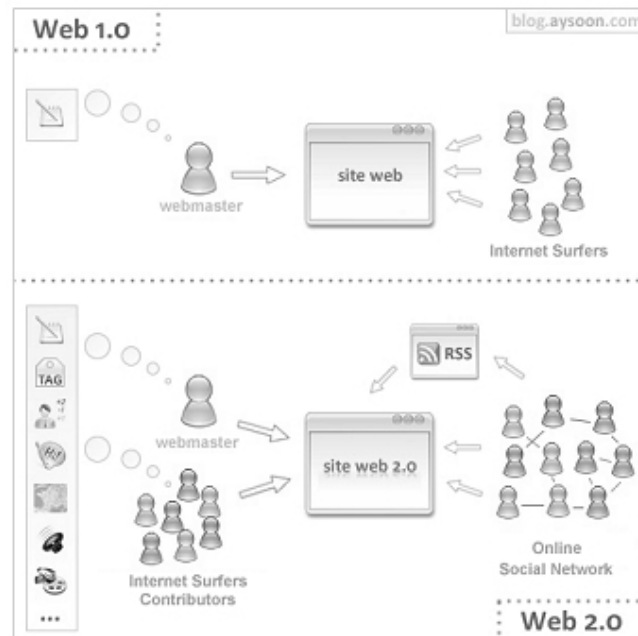 Web 1.0
blog.aysoon.com
site web
webmaster
Internet Surfers
TAG
RSS
webmaster
site web 2.0
Internet Surfers
Contributors
Online
Social Network
...
Web 2.0